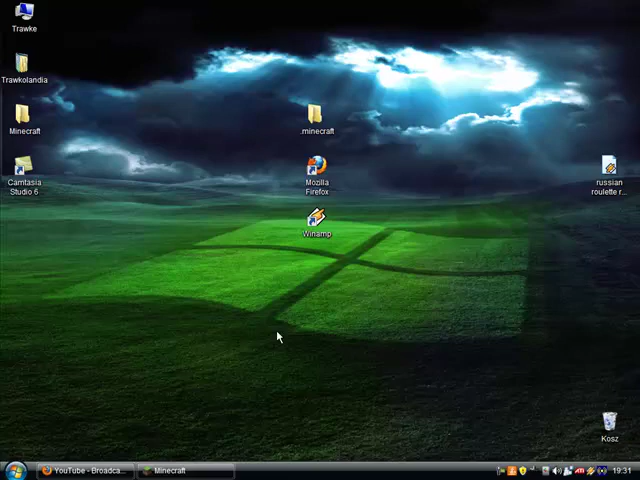 Trawke
Trawkolandia
Minecraft
Camtasia
Studio 6
.minecraft
Mozilla
Firefox
Winamp
russian
roulette r...
Kosz
YouTube - Broadca...
Minecraft
19:31